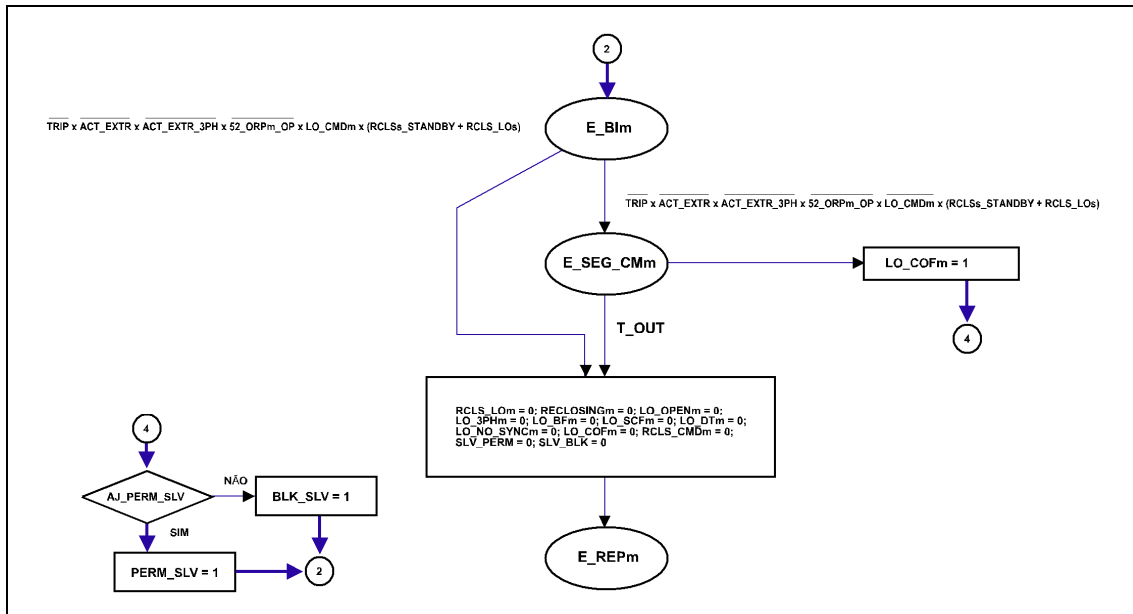 2
TRIP x ACT_EXTR x ACT_EXTR_3PH x 52_ORPm_OP x LO_CMDm x (RCLSs_STANDBY + RCLS_LOs)
E_BIm
TRIP x ACT_EXTR x ACT_EXTR_3PH x 52_ORPm_OP x LO_CMDm x (RCLSs_STANDBY + RCLS_LOs)
E_SEG_CMm
LO_COFm = 1
T_OUT
4
RCLS_LOm = 0; RECLOSINGm = 0; LO_OPENm = 0;
LO_3PHm = 0; LO_BFm = 0; LO_SCFm = 0; LO_DTm = 0;
LO_NO_SYNCm = 0; LO_COFm = 0; RCLS_CMDm = 0;
SLV_PERM = 0; SLV_BLK = 0
4
AJ_PERM_SLV
NÃO
BLK_SLV = 1
SIM
PERM_SLV = 1
2
E_REPm